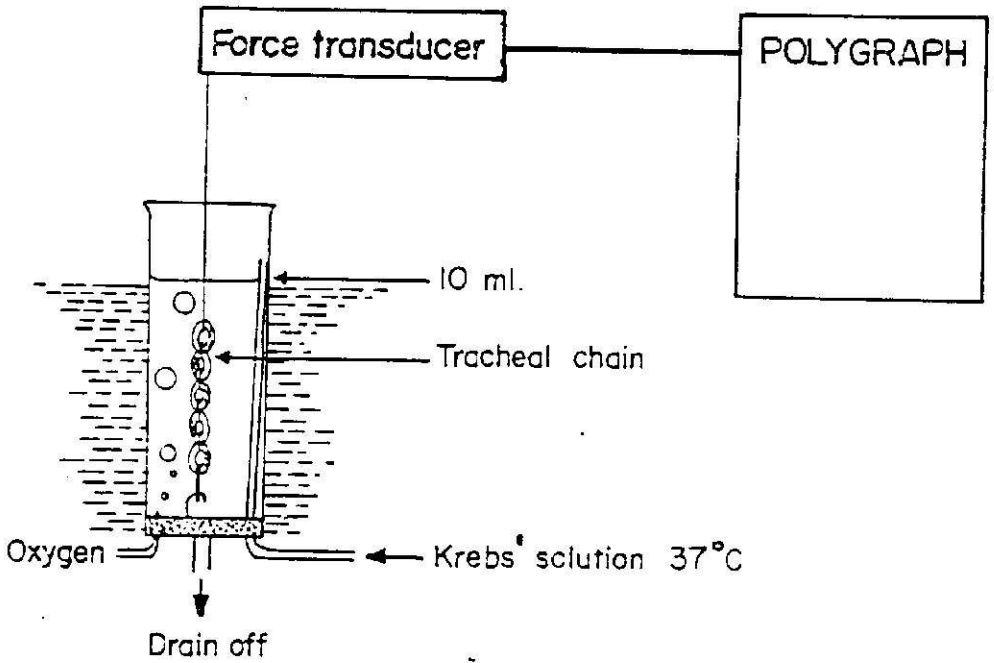 Force transducer
POLYGRAPH
10 ml.
Tracheal chain
Oxygen
Krebs' solution 37°C
Drain off